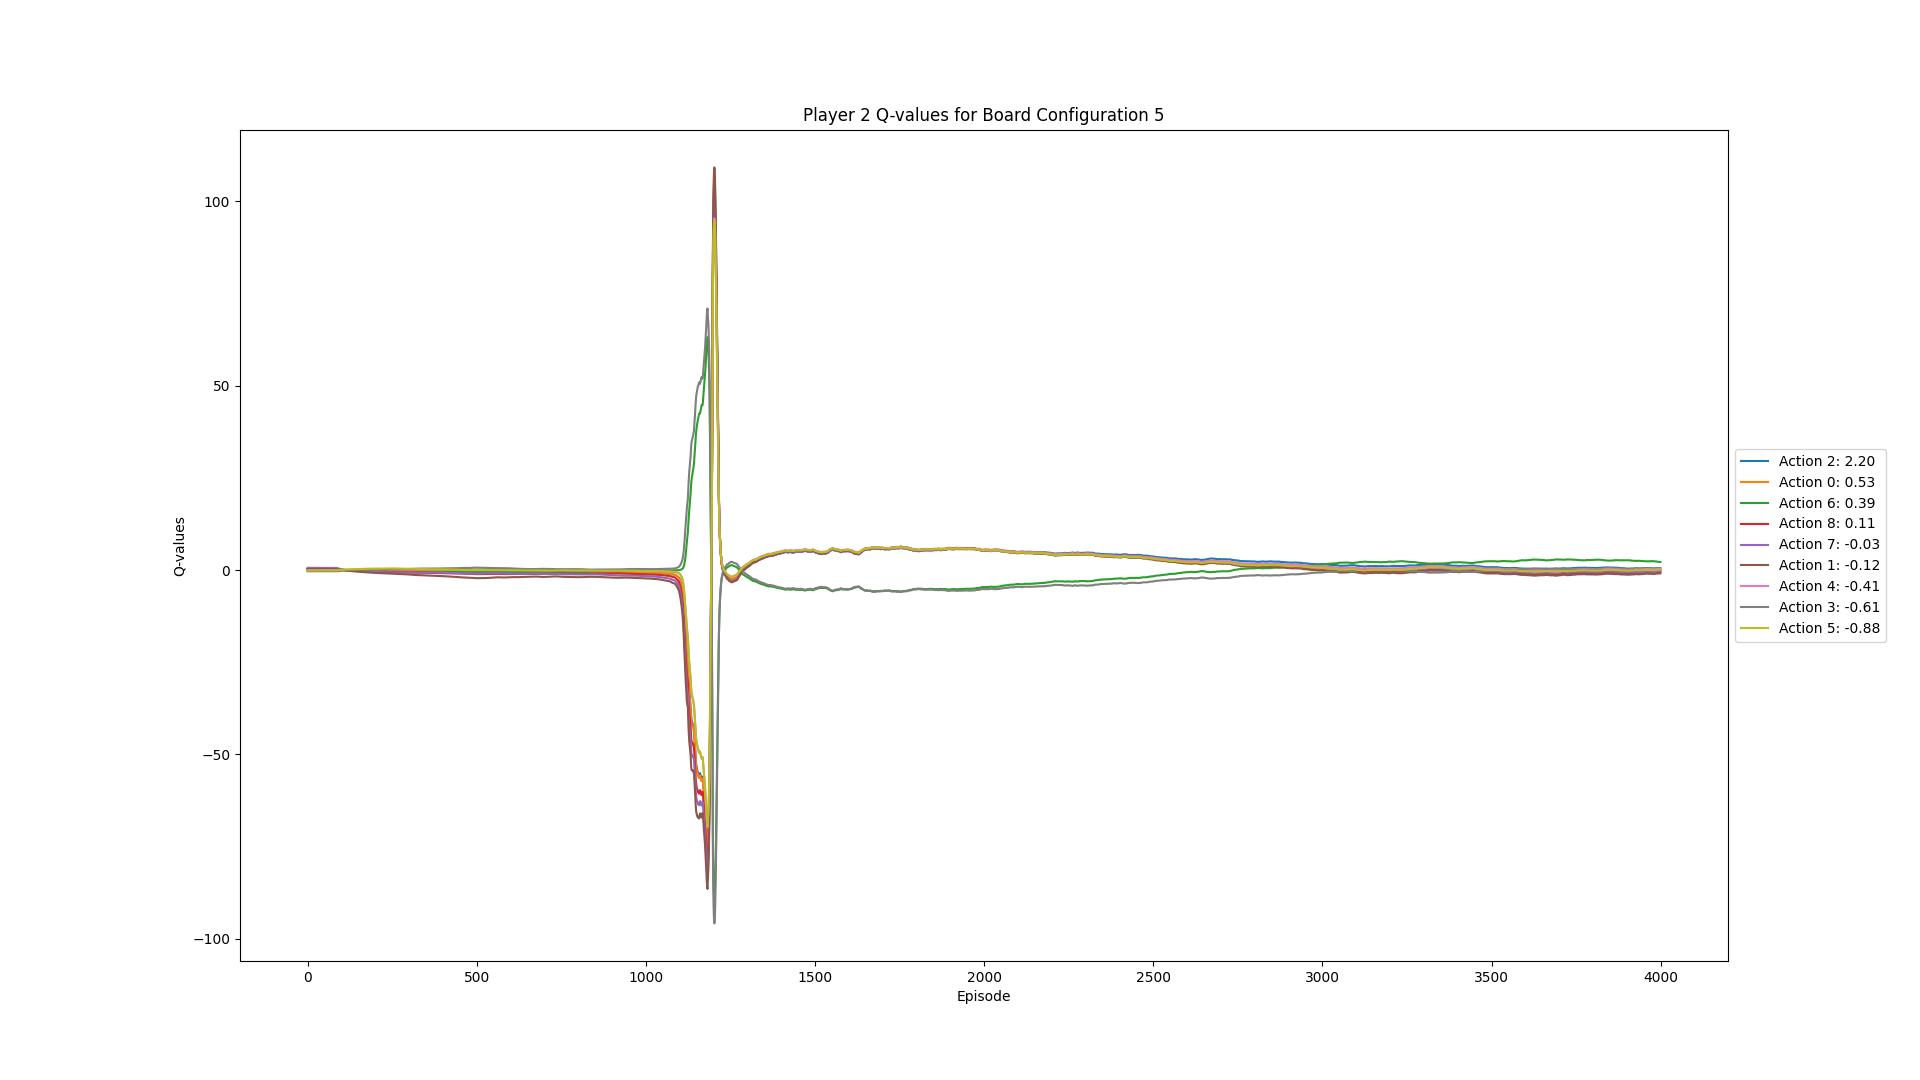 Player 2 Q-values for Board Configuration 5
Q-values
100
50
0
−50
−100
0
500
1000
1500
2000
2500
3000
3500
4000
Episode
Action 2: 2.20
Action 0: 0.53
Action 6: 0.39
Action 8: 0.11
Action 7: -0.03
Action 1: -0.12
Action 4: -0.41
Action 3: -0.61
Action 5: -0.88